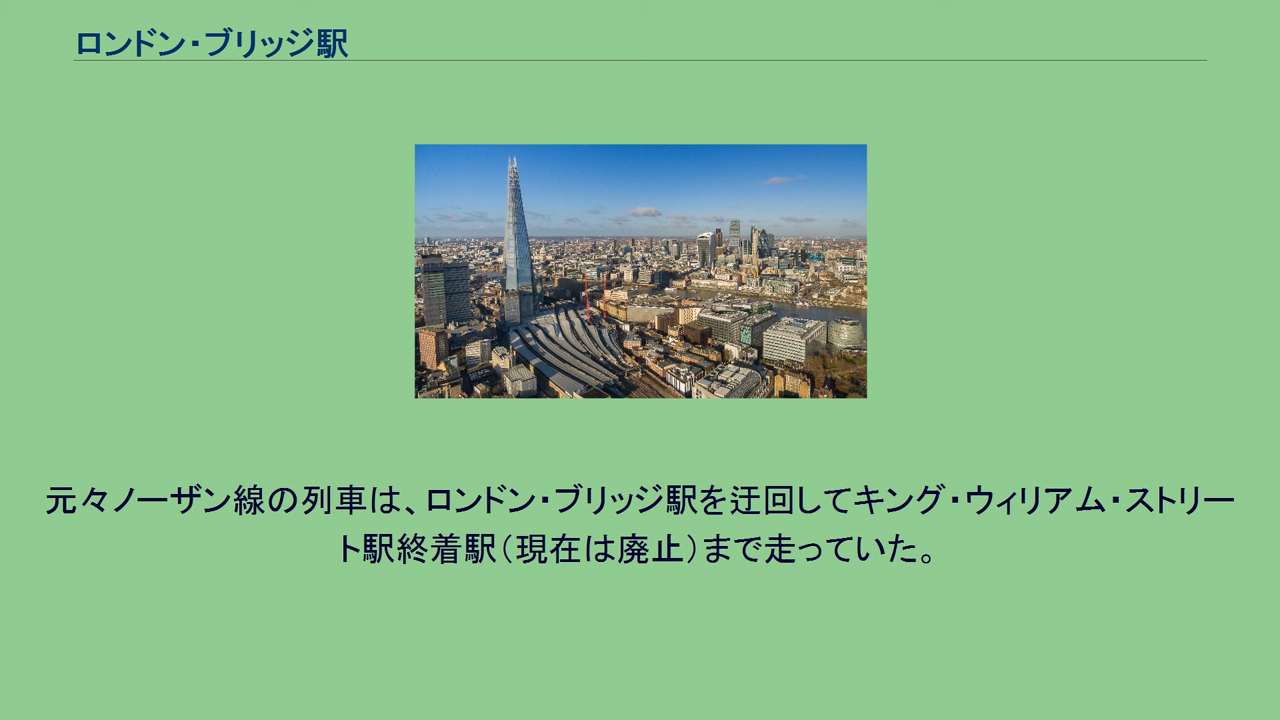 ロンドン・ブリッジ駅
元々ノーザン線の列車は、ロンドン・ブリッジ駅を迂回してキング・ウィリアム・ストリー
ト駅終着駅（現在は廃止）まで走っていた。